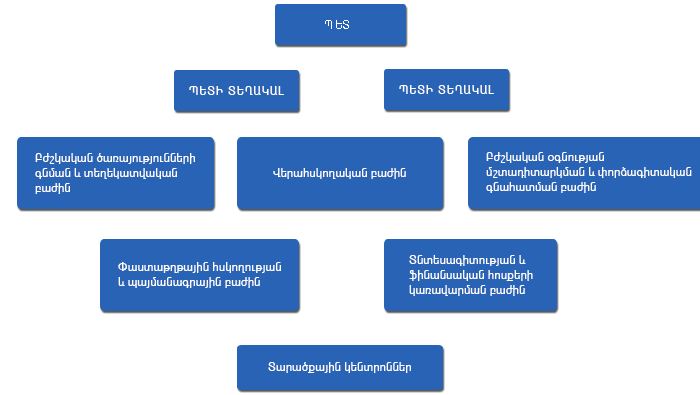 ՊԵՏ
ՊԵՏԻ ՏԵՂԱԿԱԼ
ՊԵՏԻ ՏԵՂԱԿԱԼ
Բժշկական ծառայությունների
գնման և տեղեկատվական
բաժին
Վերահսկողական բաժին
Բժշկական օգնության
մշտադիտարկման և փորձագիտական
գնահատման բաժին
Փաստաթղթային հսկողության
և պայմանագրային բաժին
Տնտեսագիտության և
ֆինանսական հոսքերի
կառավարման բաժին
Տարածքային կենտրոններ